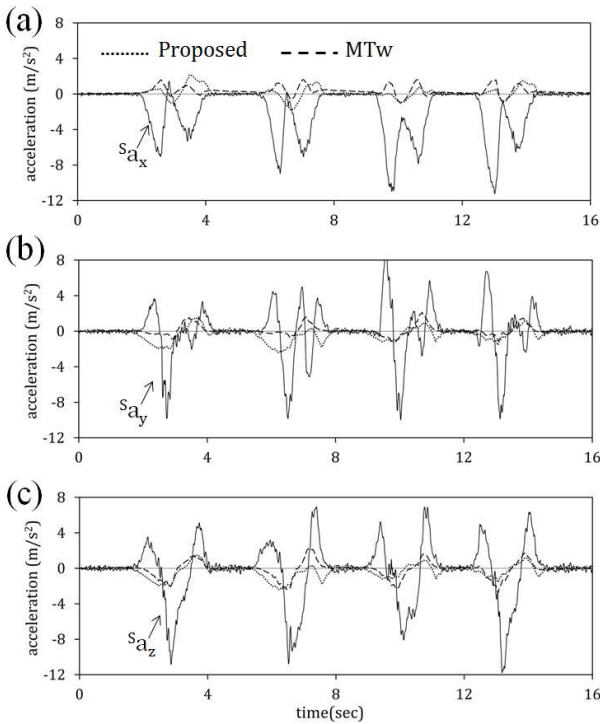 (a)
8
4
0
-4
-8
-12
acceleration (m/s²)
Proposed
MTw
ˢaₓ
0 4 8 12 16
(b)
8
4
0
-4
-8
-12
acceleration (m/s²)
ˢa_y
0 4 8 12 16
(c)
8
4
0
-4
-8
-12
acceleration (m/s²)
ˢa_z
0 4 8 12 16
time(sec)